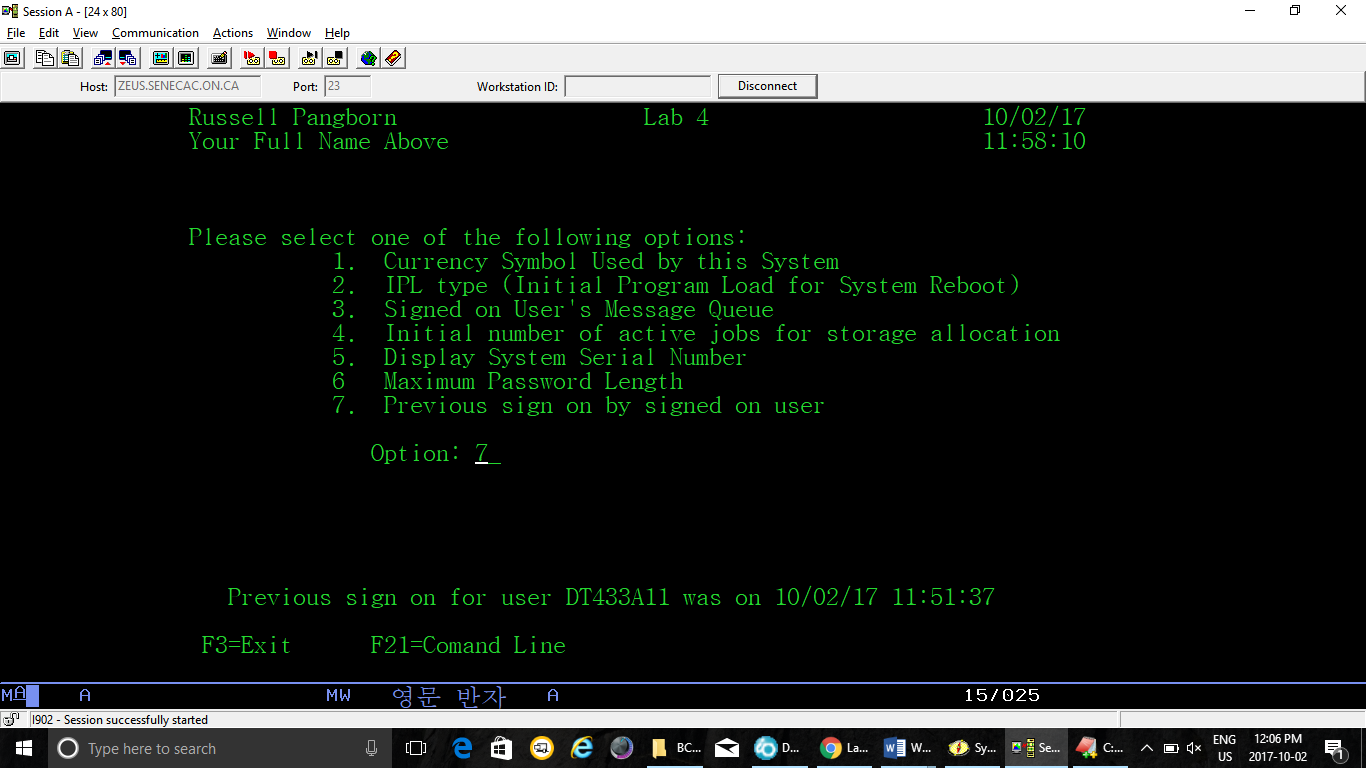 Session A - [24 x 80]
File Edit View Communication Actions Window Help
Host: ZEUS.SENECAC.ON.CA Port: 23 Workstation ID: Disconnect
Russell Pangborn Lab 4 10/02/17
Your Full Name Above 11:58:10
Please select one of the following options:
1. Currency Symbol Used by this System
2. IPL type (Initial Program Load for System Reboot)
3. Signed on User's Message Queue
4. Initial number of active jobs for storage allocation
5. Display System Serial Number
6 Maximum Password Length
7. Previous sign on by signed on user
Option: 7_
Previous sign on for user DT433A11 was on 10/02/17 11:51:37
F3=Exit F21=Comand Line
MA A MW 영문 반자 A 15/025
I902 - Session successfully started
Type here to search BC... D... La... W... Sy... Se... C:... ENG 12:06 PM
US 2017-10-02 1